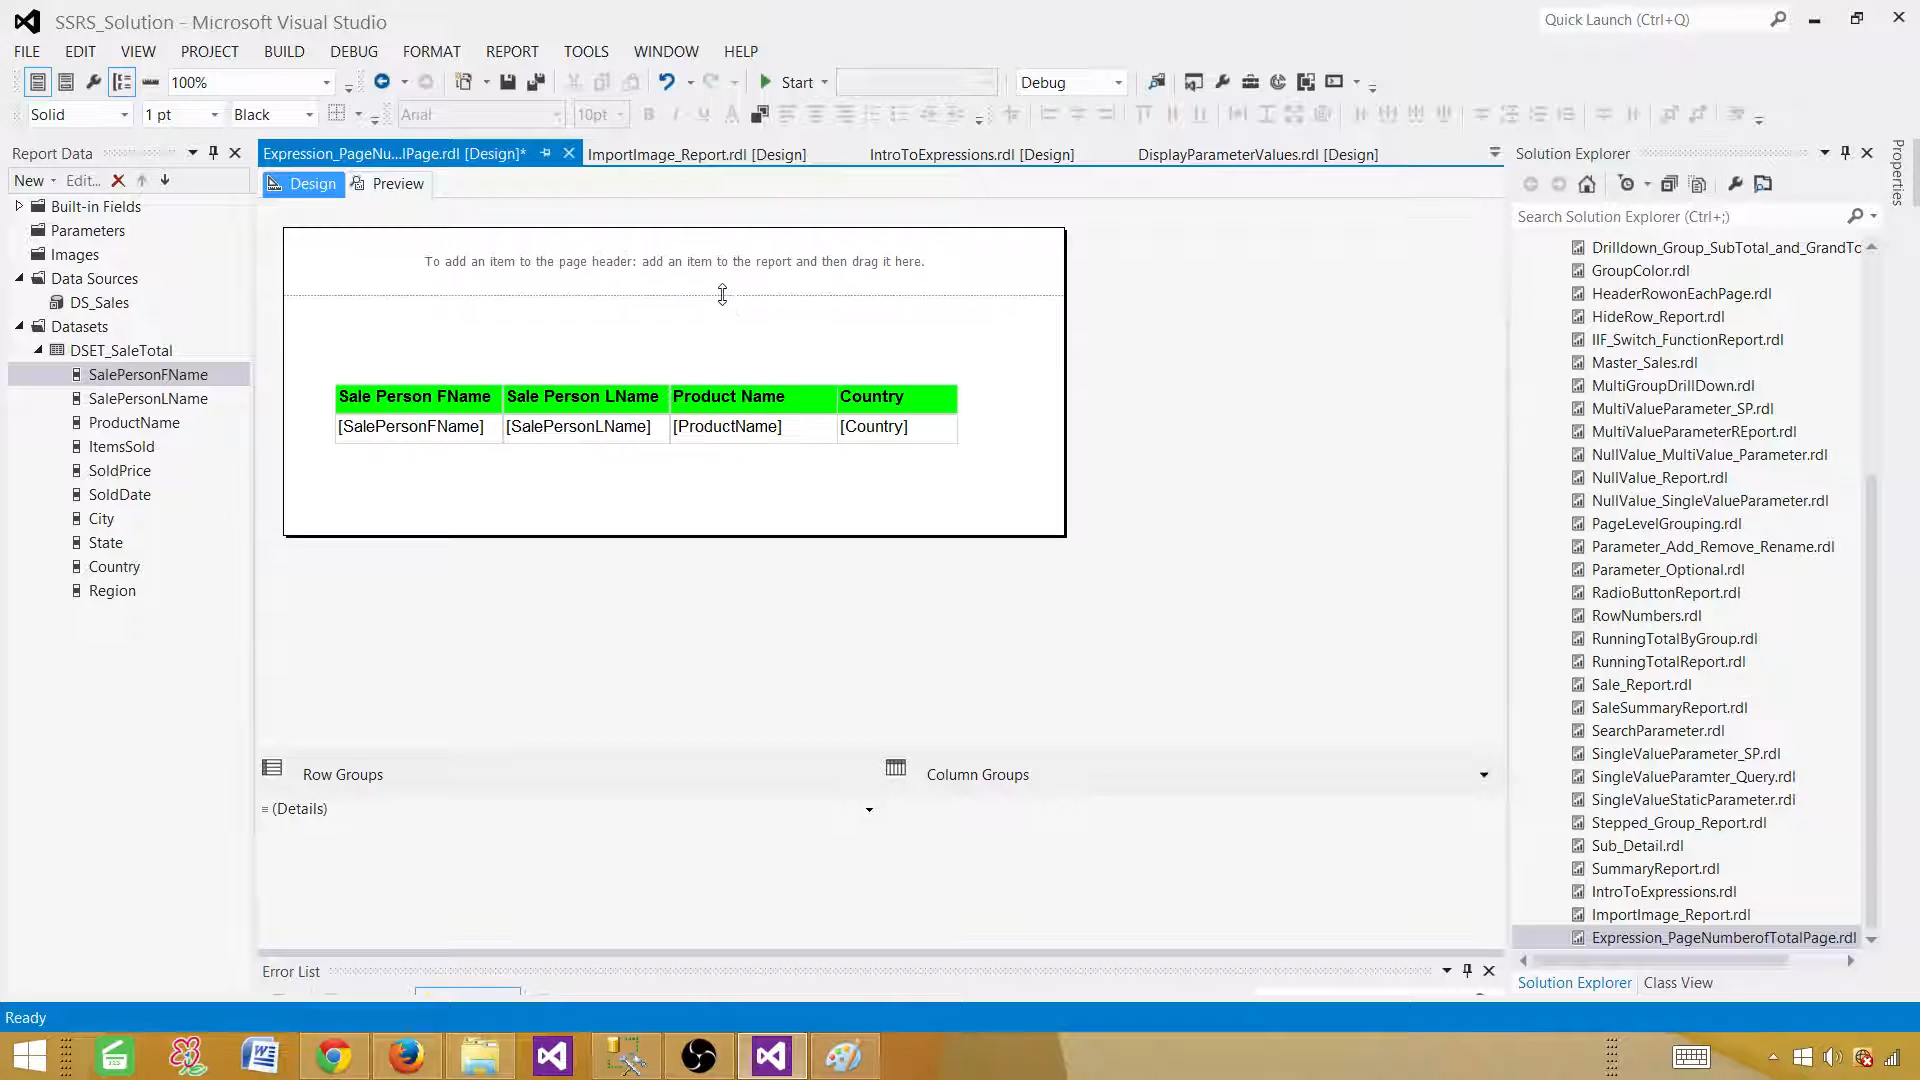 SSRS_Solution - Microsoft Visual Studio
Quick Launch (Ctrl+Q)
FILE EDIT VIEW PROJECT BUILD DEBUG FORMAT REPORT TOOLS WINDOW HELP
100% Start Debug
Solid 1 pt Black Arial 10pt B I U A
Report Data
Expression_PageNu...lPage.rdl [Design]* ImportImage_Report.rdl [Design] IntroToExpressions.rdl [Design] DisplayParameterValues.rdl [Design]
Solution Explorer
Properties
New Edit...
Design Preview
Search Solution Explorer (Ctrl+;)
Built-in Fields
Parameters
Images
Data Sources
DS_Sales
Datasets
DSET_SaleTotal
SalePersonFName
SalePersonLName
ProductName
ItemsSold
SoldPrice
SoldDate
City
State
Country
Region
To add an item to the page header: add an item to the report and then drag it here.
Sale Person FName Sale Person LName Product Name Country
[SalePersonFName] [SalePersonLName] [ProductName] [Country]
Row Groups
Column Groups
(Details)
Error List
Drilldown_Group_SubTotal_and_GrandTo
GroupColor.rdl
HeaderRowonEachPage.rdl
HideRow_Report.rdl
IIF_Switch_FunctionReport.rdl
Master_Sales.rdl
MultiGroupDrillDown.rdl
MultiValueParameter_SP.rdl
MultiValueParameterREport.rdl
NullValue_MultiValue_Parameter.rdl
NullValue_Report.rdl
NullValue_SingleValueParameter.rdl
PageLevelGrouping.rdl
Parameter_Add_Remove_Rename.rdl
Parameter_Optional.rdl
RadioButtonReport.rdl
RowNumbers.rdl
RunningTotalByGroup.rdl
RunningTotalReport.rdl
Sale_Report.rdl
SaleSummaryReport.rdl
SearchParameter.rdl
SingleValueParameter_SP.rdl
SingleValueParamter_Query.rdl
SingleValueStaticParameter.rdl
Stepped_Group_Report.rdl
Sub_Detail.rdl
SummaryReport.rdl
IntroToExpressions.rdl
ImportImage_Report.rdl
Expression_PageNumberofTotalPage.rdl
Solution Explorer Class View
Ready